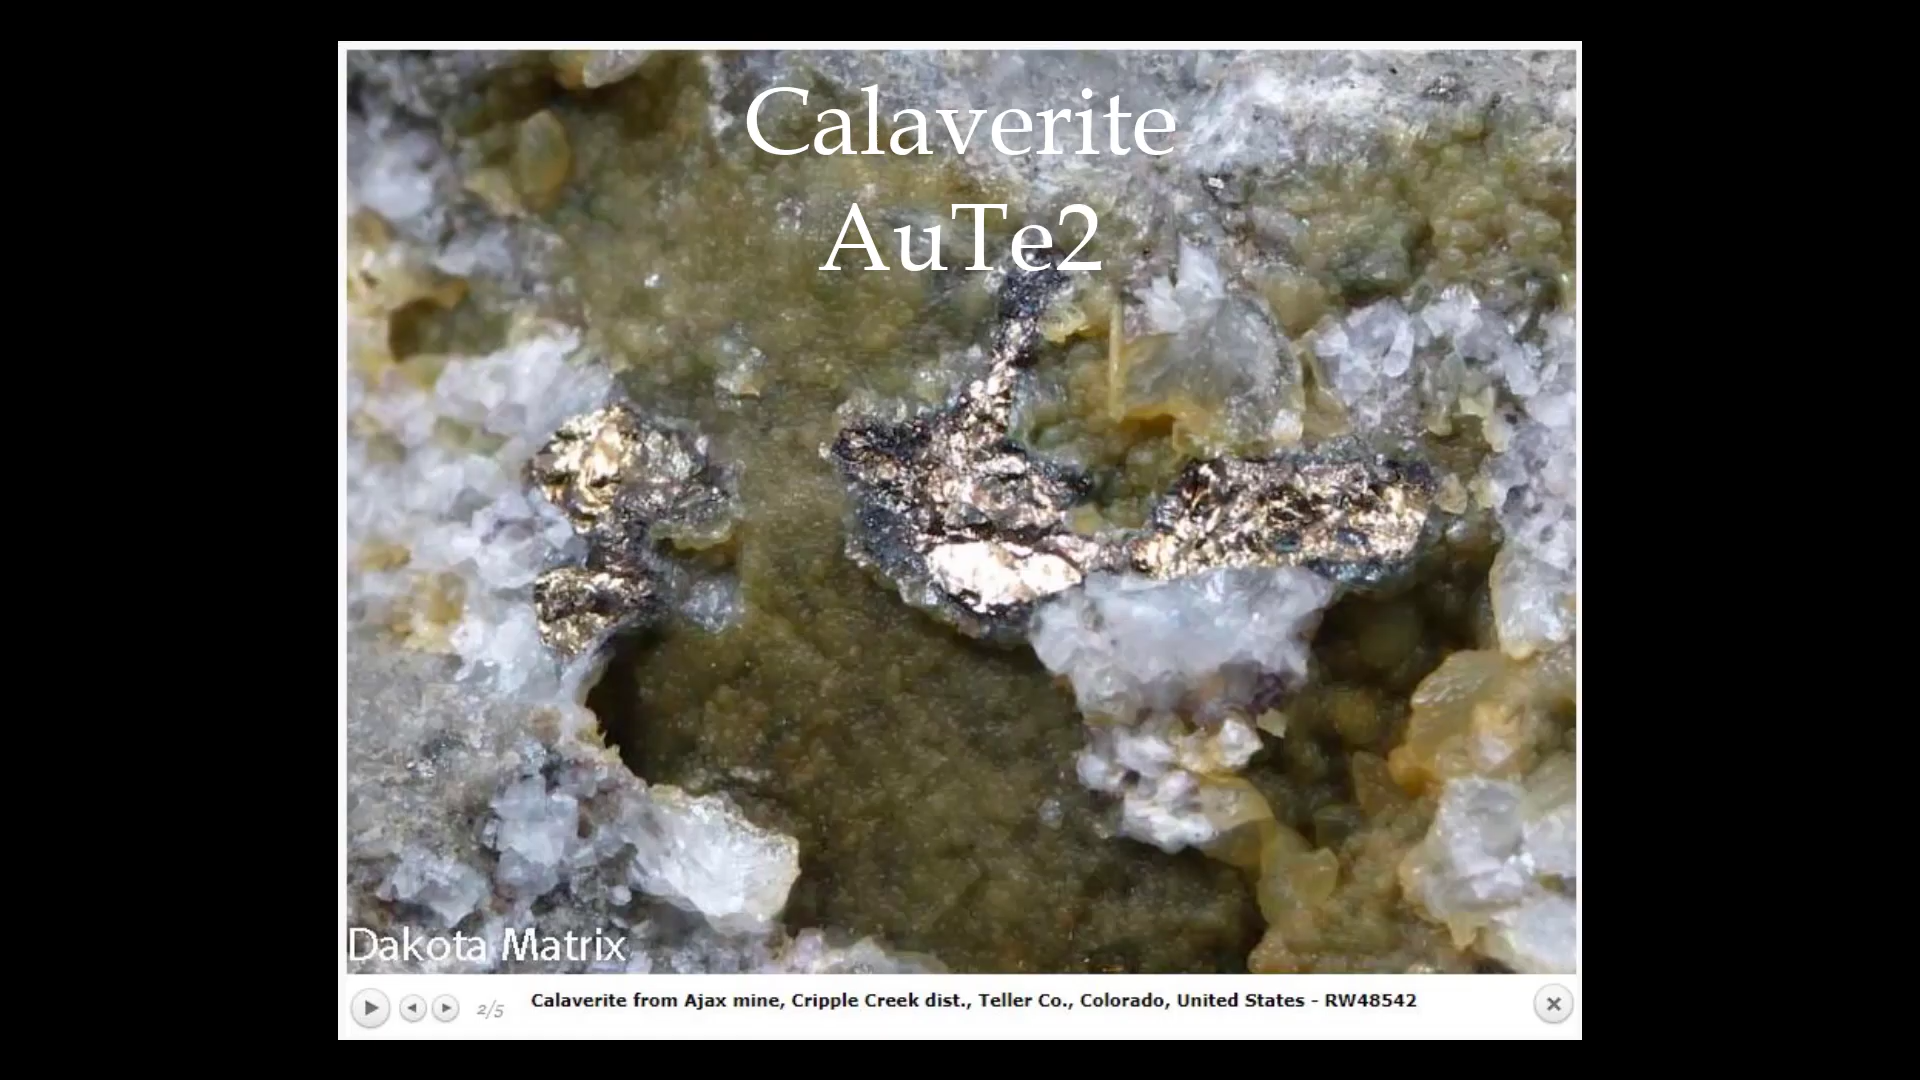 Calaverite
AuTe2
Dakota Matrix
2/5
Calaverite from Ajax mine, Cripple Creek dist., Teller Co., Colorado, United States - RW48542